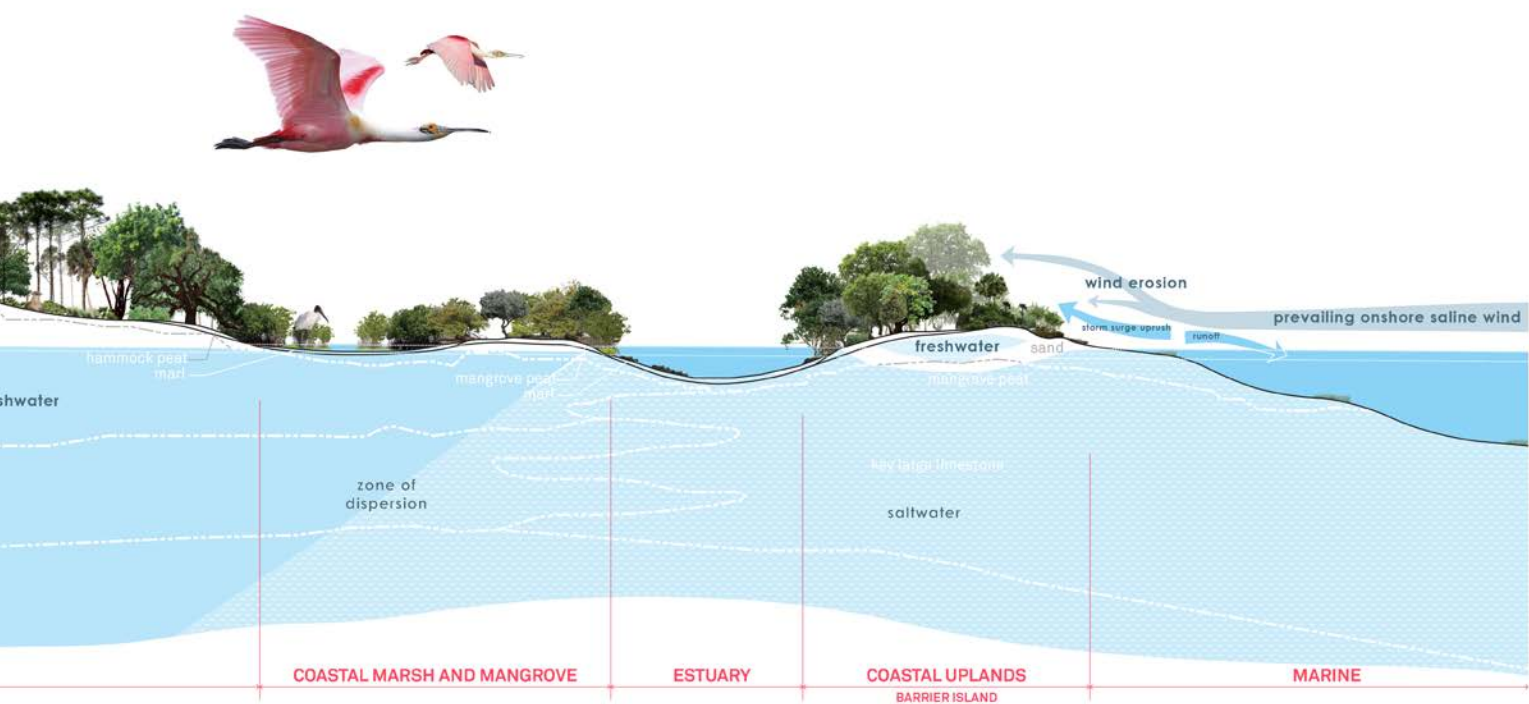 wind erosion
prevailing onshore saline wind
storm surge uprush
runoff
freshwater
sand
hammock peat
marl
mangrove peat
marl
mangrove peat
shwater
key largo limestone
zone of
dispersion
saltwater
COASTAL MARSH AND MANGROVE
ESTUARY
COASTAL UPLANDS
BARRIER ISLAND
MARINE